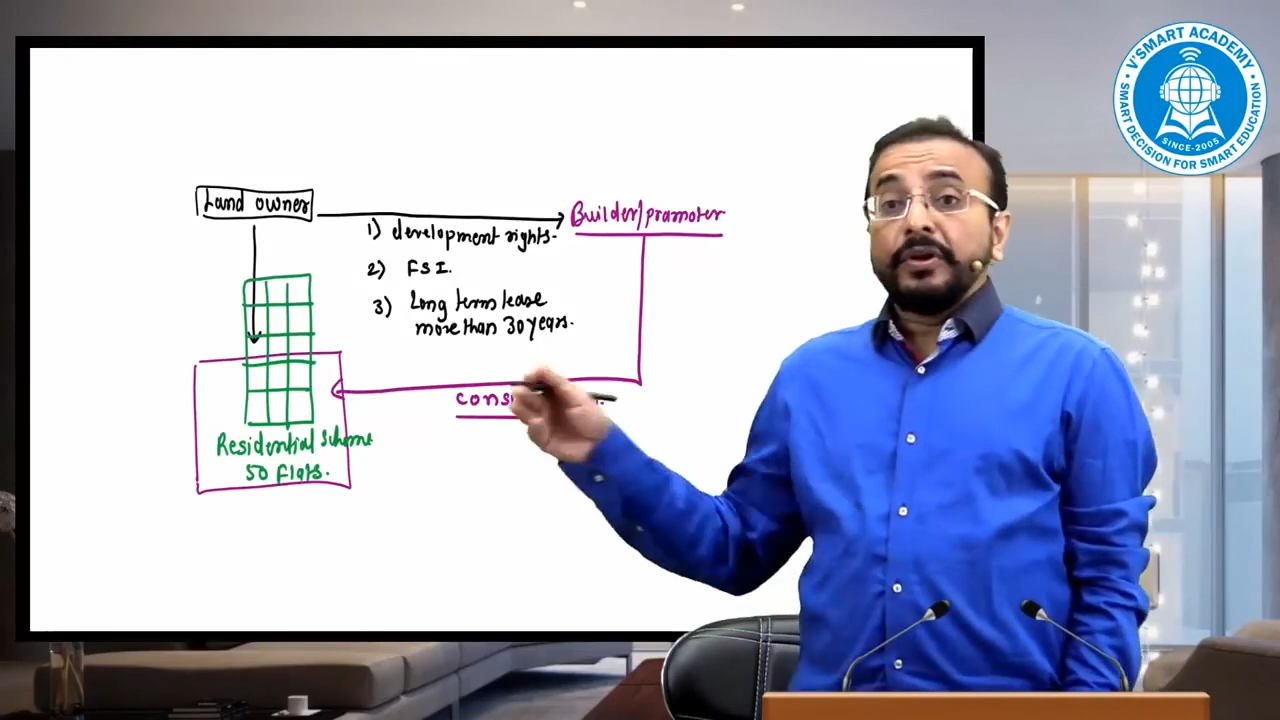 V'SMART ACADEMY
SMART DECISION FOR SMART EDUCATION
SINCE-2005
Land owner
Builder/pramoter
1) development rights.
2) FSI.
3) Long term lease
more than 30 years.
Residential Scheme
50 Flats.